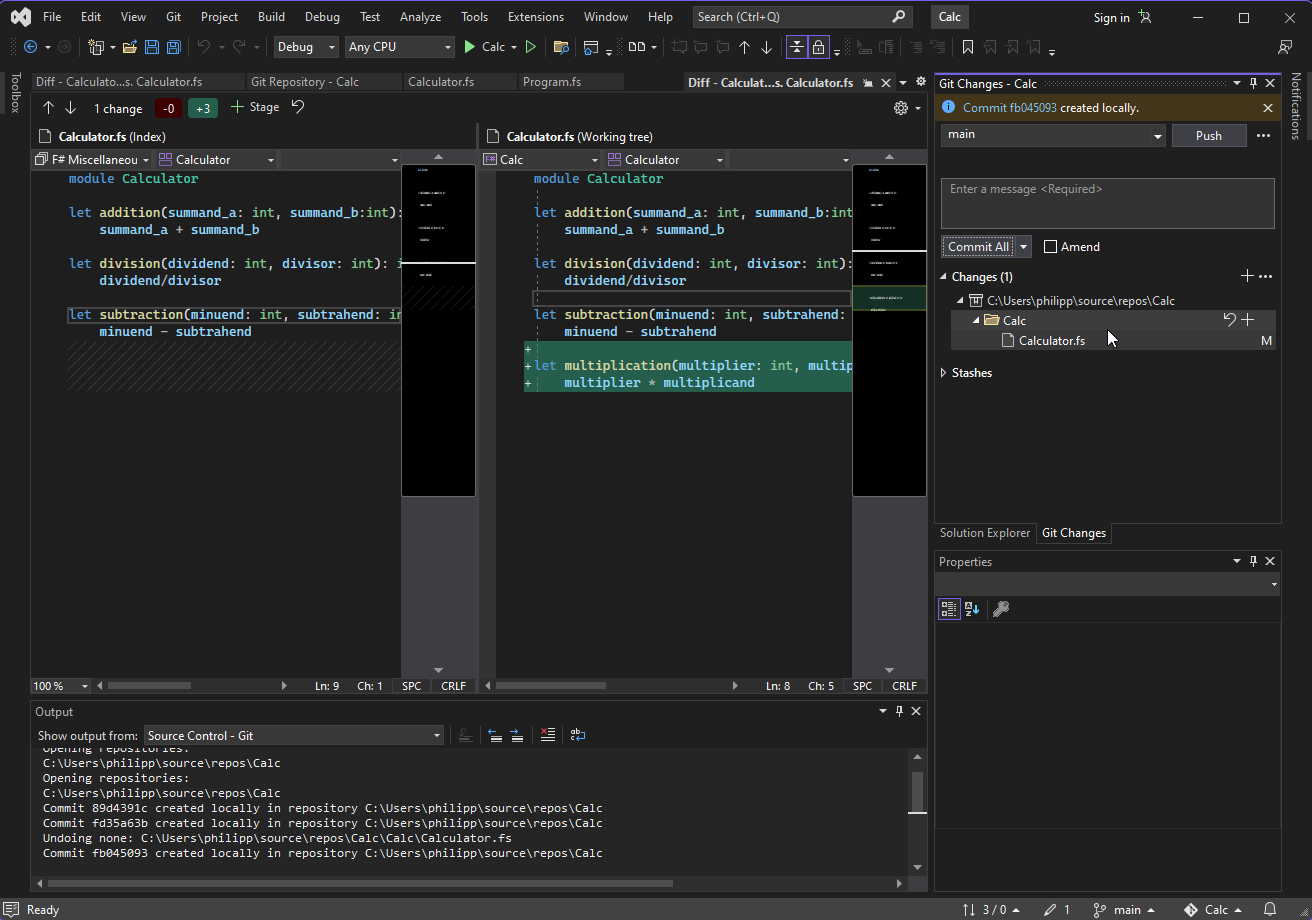 File Edit View Git Project Build Debug Test Analyze Tools Extensions Window Help Search (Ctrl+Q) Calc Sign in
Debug Any CPU Calc
Toolbox
Diff - Calculato...s. Calculator.fs Git Repository - Calc Calculator.fs Program.fs Diff - Calculat...s. Calculator.fs
1 change -0 +3 Stage
Calculator.fs (Index)
F# Miscellaneou Calculator
module Calculator
let addition(summand_a: int, summand_b:int):
summand_a + summand_b
let division(dividend: int, divisor: int): i
dividend/divisor
let subtraction(minuend: int, subtrahend: in
minuend - subtrahend
100 % Ln: 9 Ch: 1 SPC CRLF
Calculator.fs (Working tree)
F# Calc Calculator
module Calculator
let addition(summand_a: int, summand_b:int
summand_a + summand_b
let division(dividend: int, divisor: int):
dividend/divisor
let subtraction(minuend: int, subtrahend:
minuend - subtrahend
+
+let multiplication(multiplier: int, multip
+ multiplier * multiplicand
Ln: 8 Ch: 5 SPC CRLF
Output
Show output from: Source Control - Git
Opening repositories:
C:\Users\philipp\source\repos\Calc
Opening repositories:
C:\Users\philipp\source\repos\Calc
Commit 89d4391c created locally in repository C:\Users\philipp\source\repos\Calc
Commit fd35a63b created locally in repository C:\Users\philipp\source\repos\Calc
Undoing none: C:\Users\philipp\source\repos\Calc\Calc\Calculator.fs
Commit fb045093 created locally in repository C:\Users\philipp\source\repos\Calc
Git Changes - Calc
Commit fb045093 created locally.
main Push
Enter a message <Required>
Commit All Amend
Changes (1)
C:\Users\philipp\source\repos\Calc
Calc
Calculator.fs M
Stashes
Solution Explorer Git Changes
Properties
Notifications
Ready 3 / 0 1 main Calc